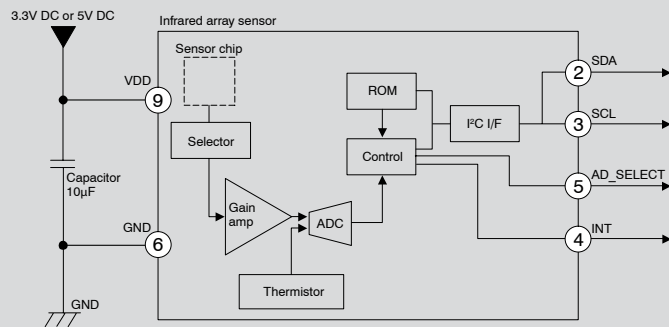 3.3V DC or 5V DC
Infrared array sensor
Sensor chip
VDD
9
ROM
2
SDA
I²C I/F
3
SCL
Selector
Control
Capacitor
10µF
5
AD_SELECT
Gain
amp
ADC
GND
6
4
INT
Thermistor
GND